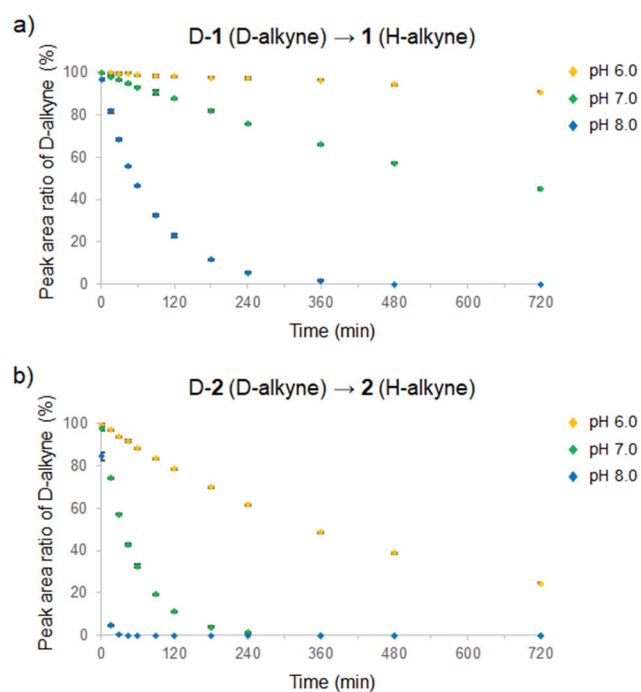 a)
D-1 (D-alkyne) → 1 (H-alkyne)
Peak area ratio of D-alkyne (%)
100
80
60
40
20
0
0 120 240 360 480 600 720
Time (min)
pH 6.0
pH 7.0
pH 8.0
b)
D-2 (D-alkyne) → 2 (H-alkyne)
Peak area ratio of D-alkyne (%)
100
80
60
40
20
0
0 120 240 360 480 600 720
Time (min)
pH 6.0
pH 7.0
pH 8.0